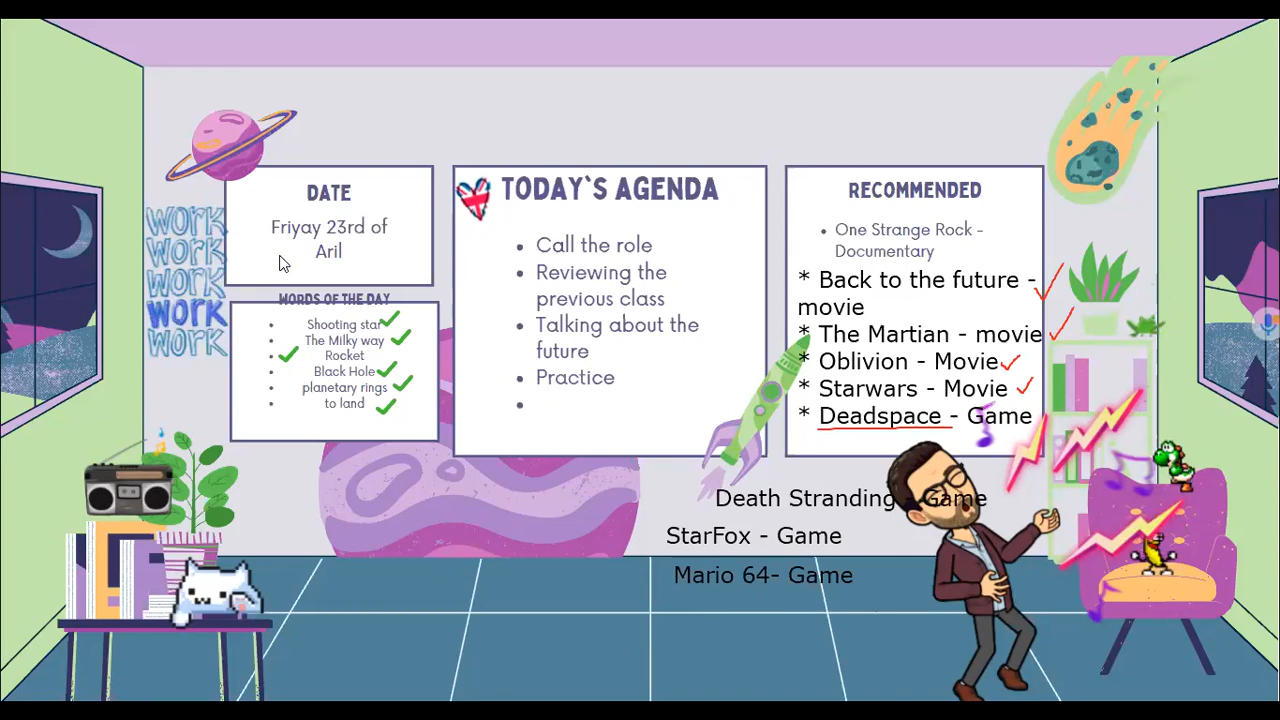 DATE
Friyay 23rd of
Aril
WORK
WORK
WORK
WORK
WORK
WORDS OF THE DAY
Shooting star
The Milky way
Rocket
Black Hole
planetary rings
to land
TODAY`S AGENDA
Call the role
Reviewing the
previous class
Talking about the
future
Practice
RECOMMENDED
One Strange Rock -
Documentary
* Back to the future -
movie
* The Martian - movie
* Oblivion - Movie
* Starwars - Movie
* Deadspace - Game
Death Stranding - Game
StarFox - Game
Mario 64- Game